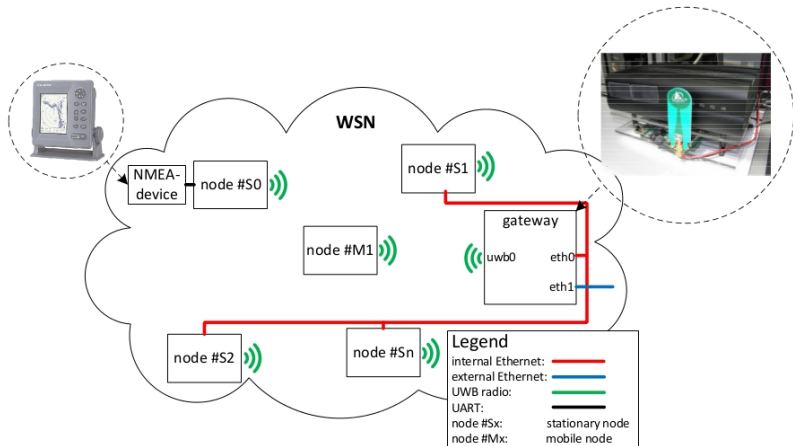 WSN
NMEA-
device
node #S0
node #S1
gateway
uwb0
eth0
eth1
node #M1
node #S2
node #Sn
Legend
internal Ethernet:
external Ethernet:
UWB radio:
UART:
node #Sx: stationary node
node #Mx: mobile node